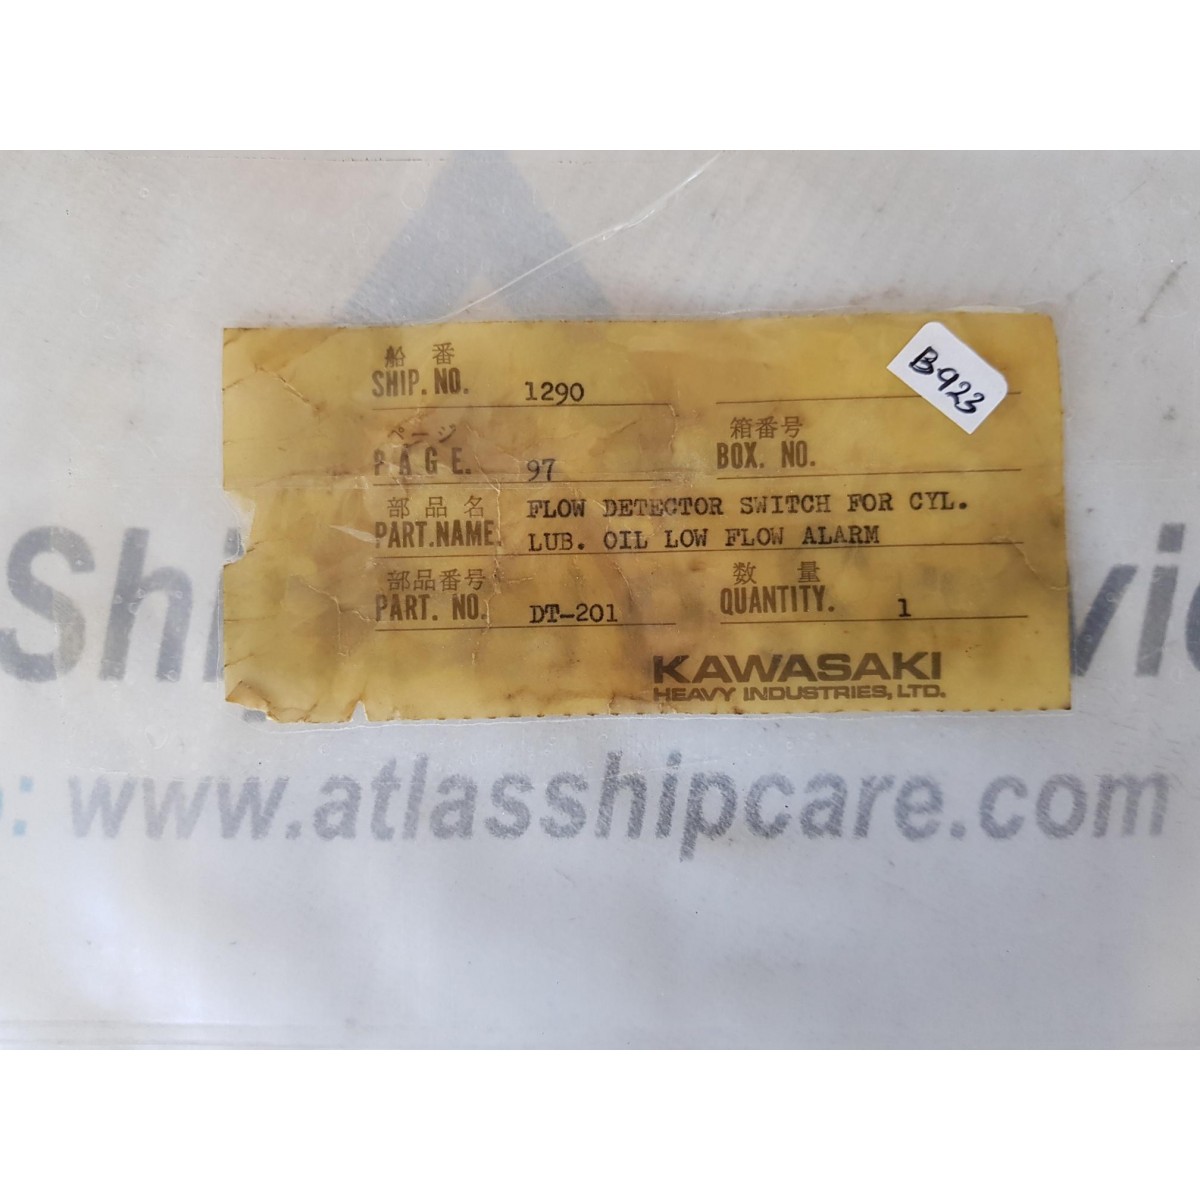 船 番
SHIP. NO. 1290
B-923
ページ
PAGE. 97
箱番号
BOX. NO.
部品名 FLOW DETECTOR SWITCH FOR CYL.
PART.NAME. LUB. OIL LOW FLOW ALARM
部品番号
PART. NO. DT-201
数 量
QUANTITY. 1
KAWASAKI
HEAVY INDUSTRIES, LTD.
Ship
: www.atlasshipcare.com